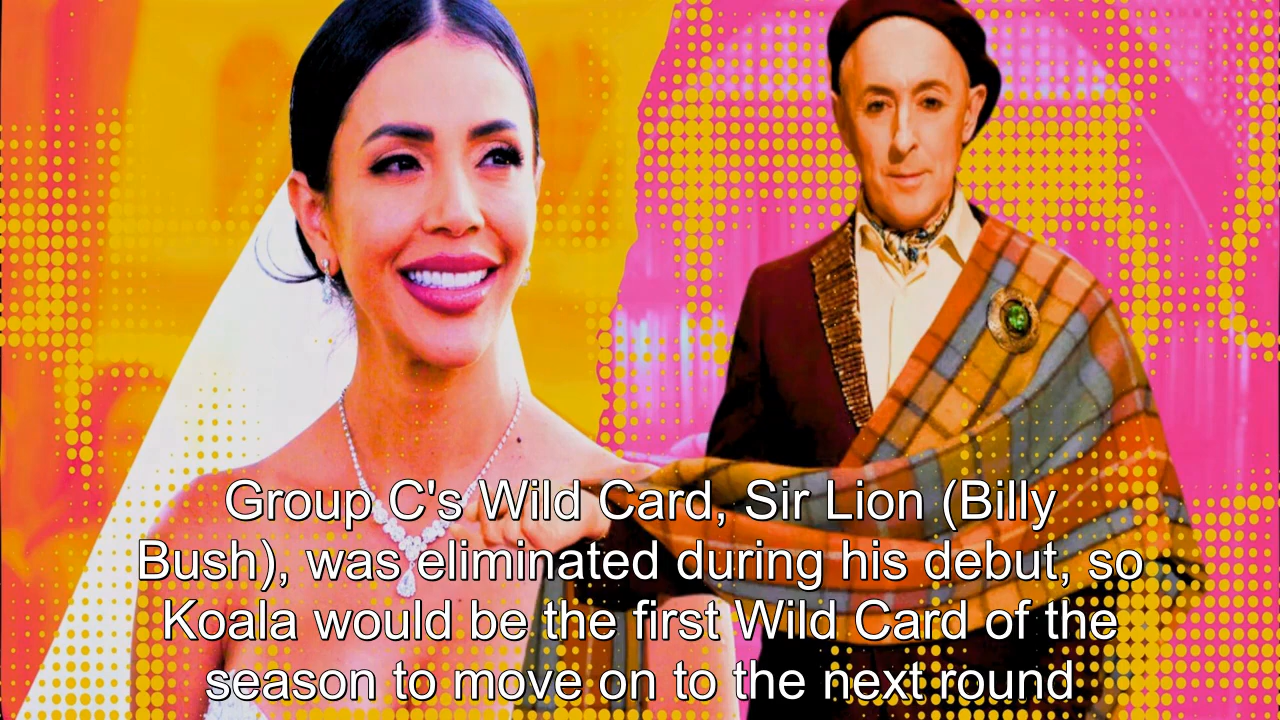 Group C's Wild Card, Sir Lion (Billy
Bush), was eliminated during his debut, so
Koala would be the first Wild Card of the
season to move on to the next round